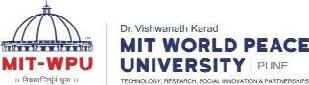 MIT-WPU
॥ विश्वशान्तिर्ध्रुवं ध्रुवा ॥
Dr. Vishwanath Karad
MIT WORLD PEACE
UNIVERSITY | PUNE
TECHNOLOGY, RESEARCH, SOCIAL INNOVATION & PARTNERSHIPS